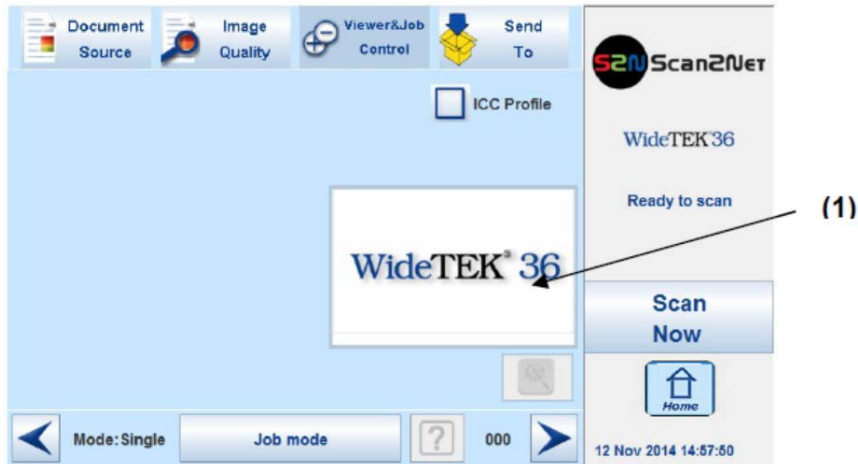 Document
Source
Image
Quality
Viewer&Job
Control
Send
To
S2N Scan2Net
ICC Profile
WideTEK 36
Ready to scan
(1)
WideTEK® 36
Scan
Now
Home
Mode:Single
Job mode
?
000
12 Nov 2014 14:57:50